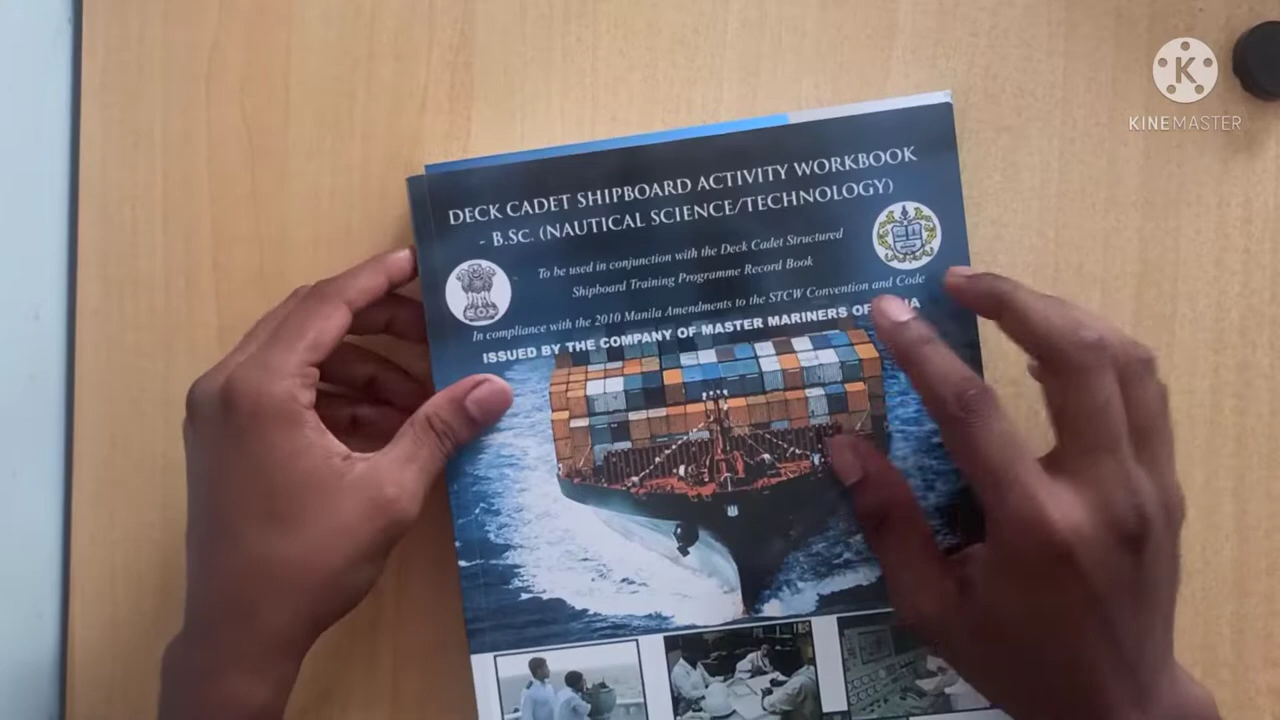 DECK CADET SHIPBOARD ACTIVITY WORKBOOK
- B.SC. (NAUTICAL SCIENCE/TECHNOLOGY)
To be used in conjunction with the Deck Cadet Structured
Shipboard Training Programme Record Book
In compliance with the 2010 Manila Amendments to the STCW Convention and Code
ISSUED BY THE COMPANY OF MASTER MARINERS OF
K
KINEMASTER